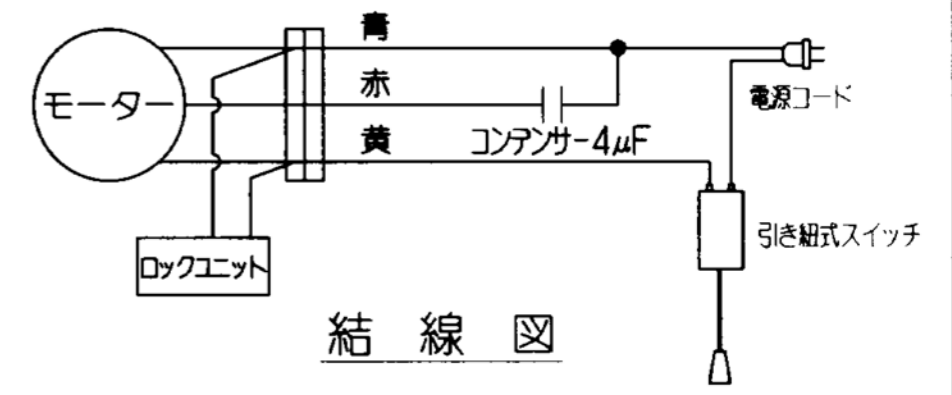 青
モーター
赤
電源コード
黄
コンデンサー4μF
引き紐式スイッチ
ロックユニット
結線図